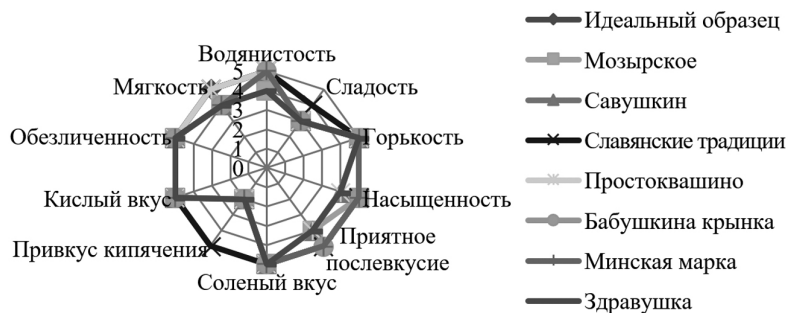 Водянистость
Сладость
Горькость
Насыщенность
Приятное
послевкусие
Соленый вкус
Привкус кипячения
Кислый вкус
Обезличенность
Мягкость
5
4
3
2
1
0
Идеальный образец
Мозырское
Савушкин
Славянские традиции
Простоквашино
Бабушкина крынка
Минская марка
Здравушка